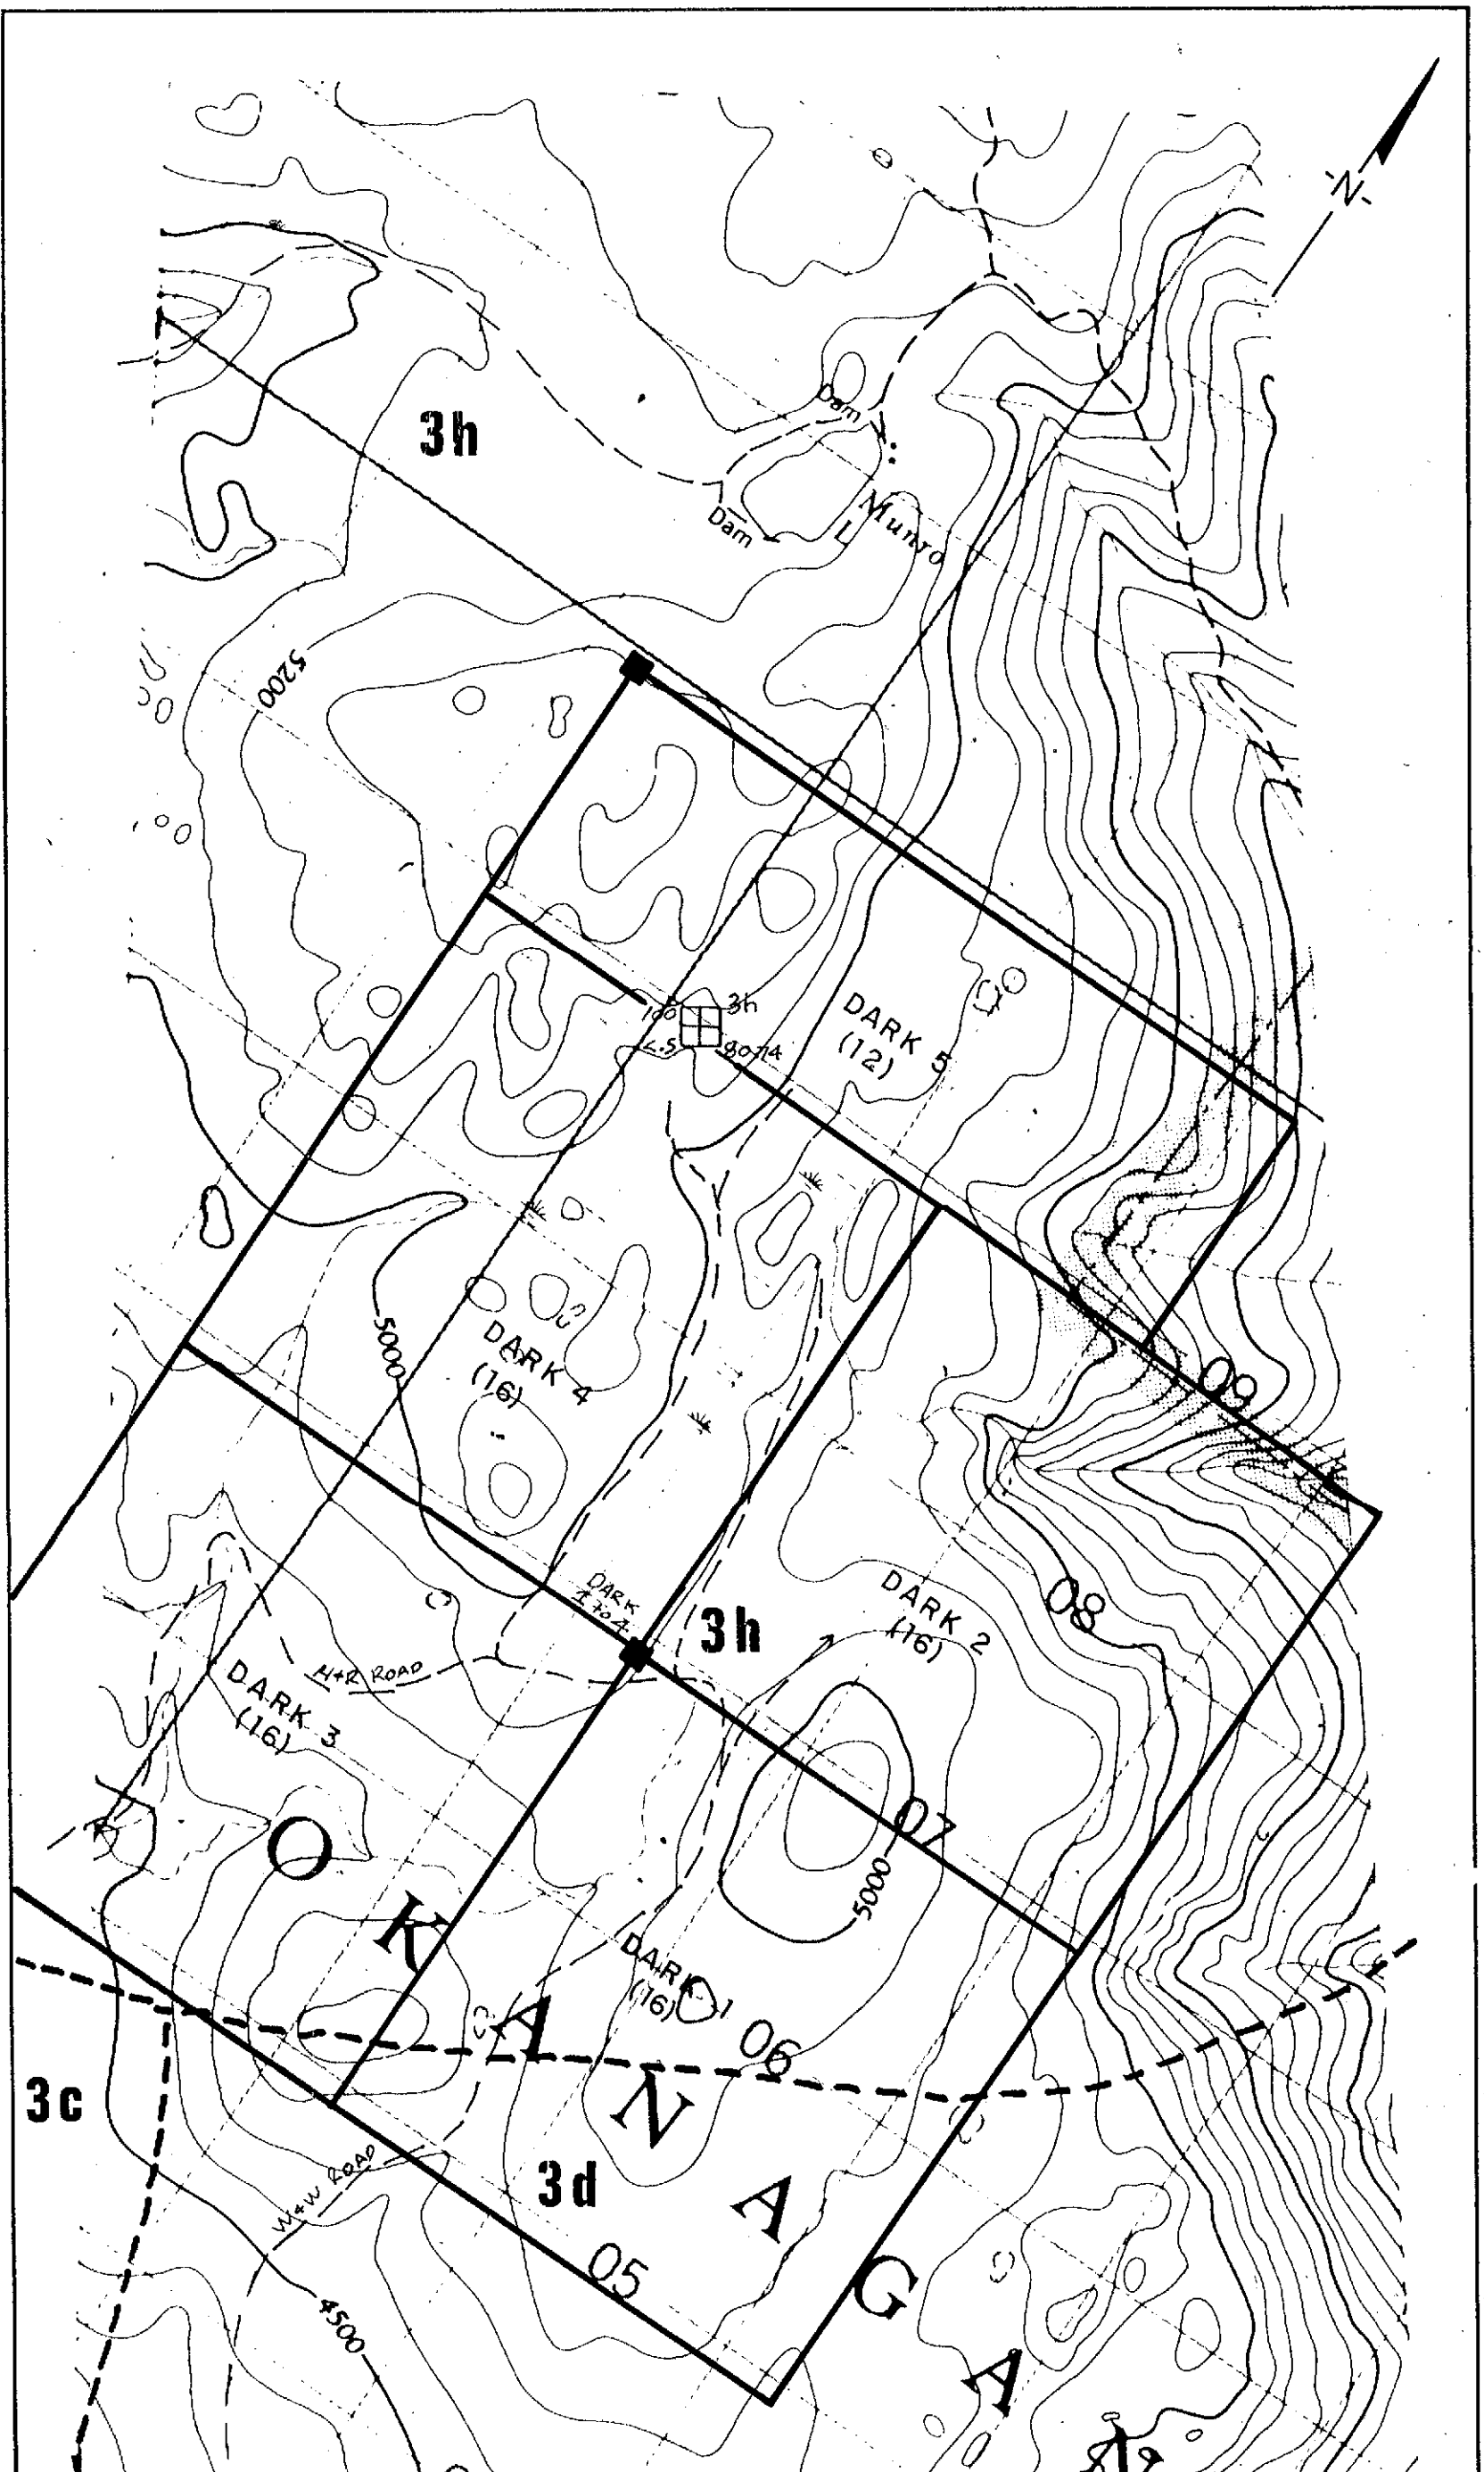 -N-
3h
Dam
Munro
L
Dam
5200
3h
80774
DARK 5
(12)
5000
DARK 4
(16)
09
DARK
1 to 4
3h
DARK 2
(16)
08
H+R ROAD
DARK 3
(16)
07
5000
O K A N A G A N
DARK 1
(16)
06
3c
W+W ROAD
3d
05
4500